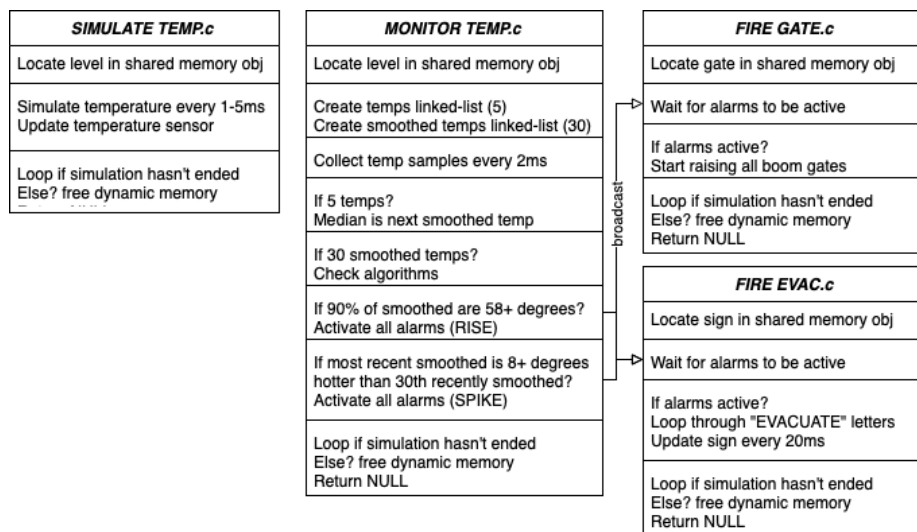 SIMULATE TEMP.c
Locate level in shared memory obj
Simulate temperature every 1-5ms
Update temperature sensor
Loop if simulation hasn't ended
Else? free dynamic memory
MONITOR TEMP.c
Locate level in shared memory obj
Create temps linked-list (5)
Create smoothed temps linked-list (30)
Collect temp samples every 2ms
If 5 temps?
Median is next smoothed temp
If 30 smoothed temps?
Check algorithms
If 90% of smoothed are 58+ degrees?
Activate all alarms (RISE)
If most recent smoothed is 8+ degrees
hotter than 30th recently smoothed?
Activate all alarms (SPIKE)
Loop if simulation hasn't ended
Else? free dynamic memory
Return NULL
broadcast
FIRE GATE.c
Locate gate in shared memory obj
Wait for alarms to be active
If alarms active?
Start raising all boom gates
Loop if simulation hasn't ended
Else? free dynamic memory
Return NULL
FIRE EVAC.c
Locate sign in shared memory obj
Wait for alarms to be active
If alarms active?
Loop through "EVACUATE" letters
Update sign every 20ms
Loop if simulation hasn't ended
Else? free dynamic memory
Return NULL